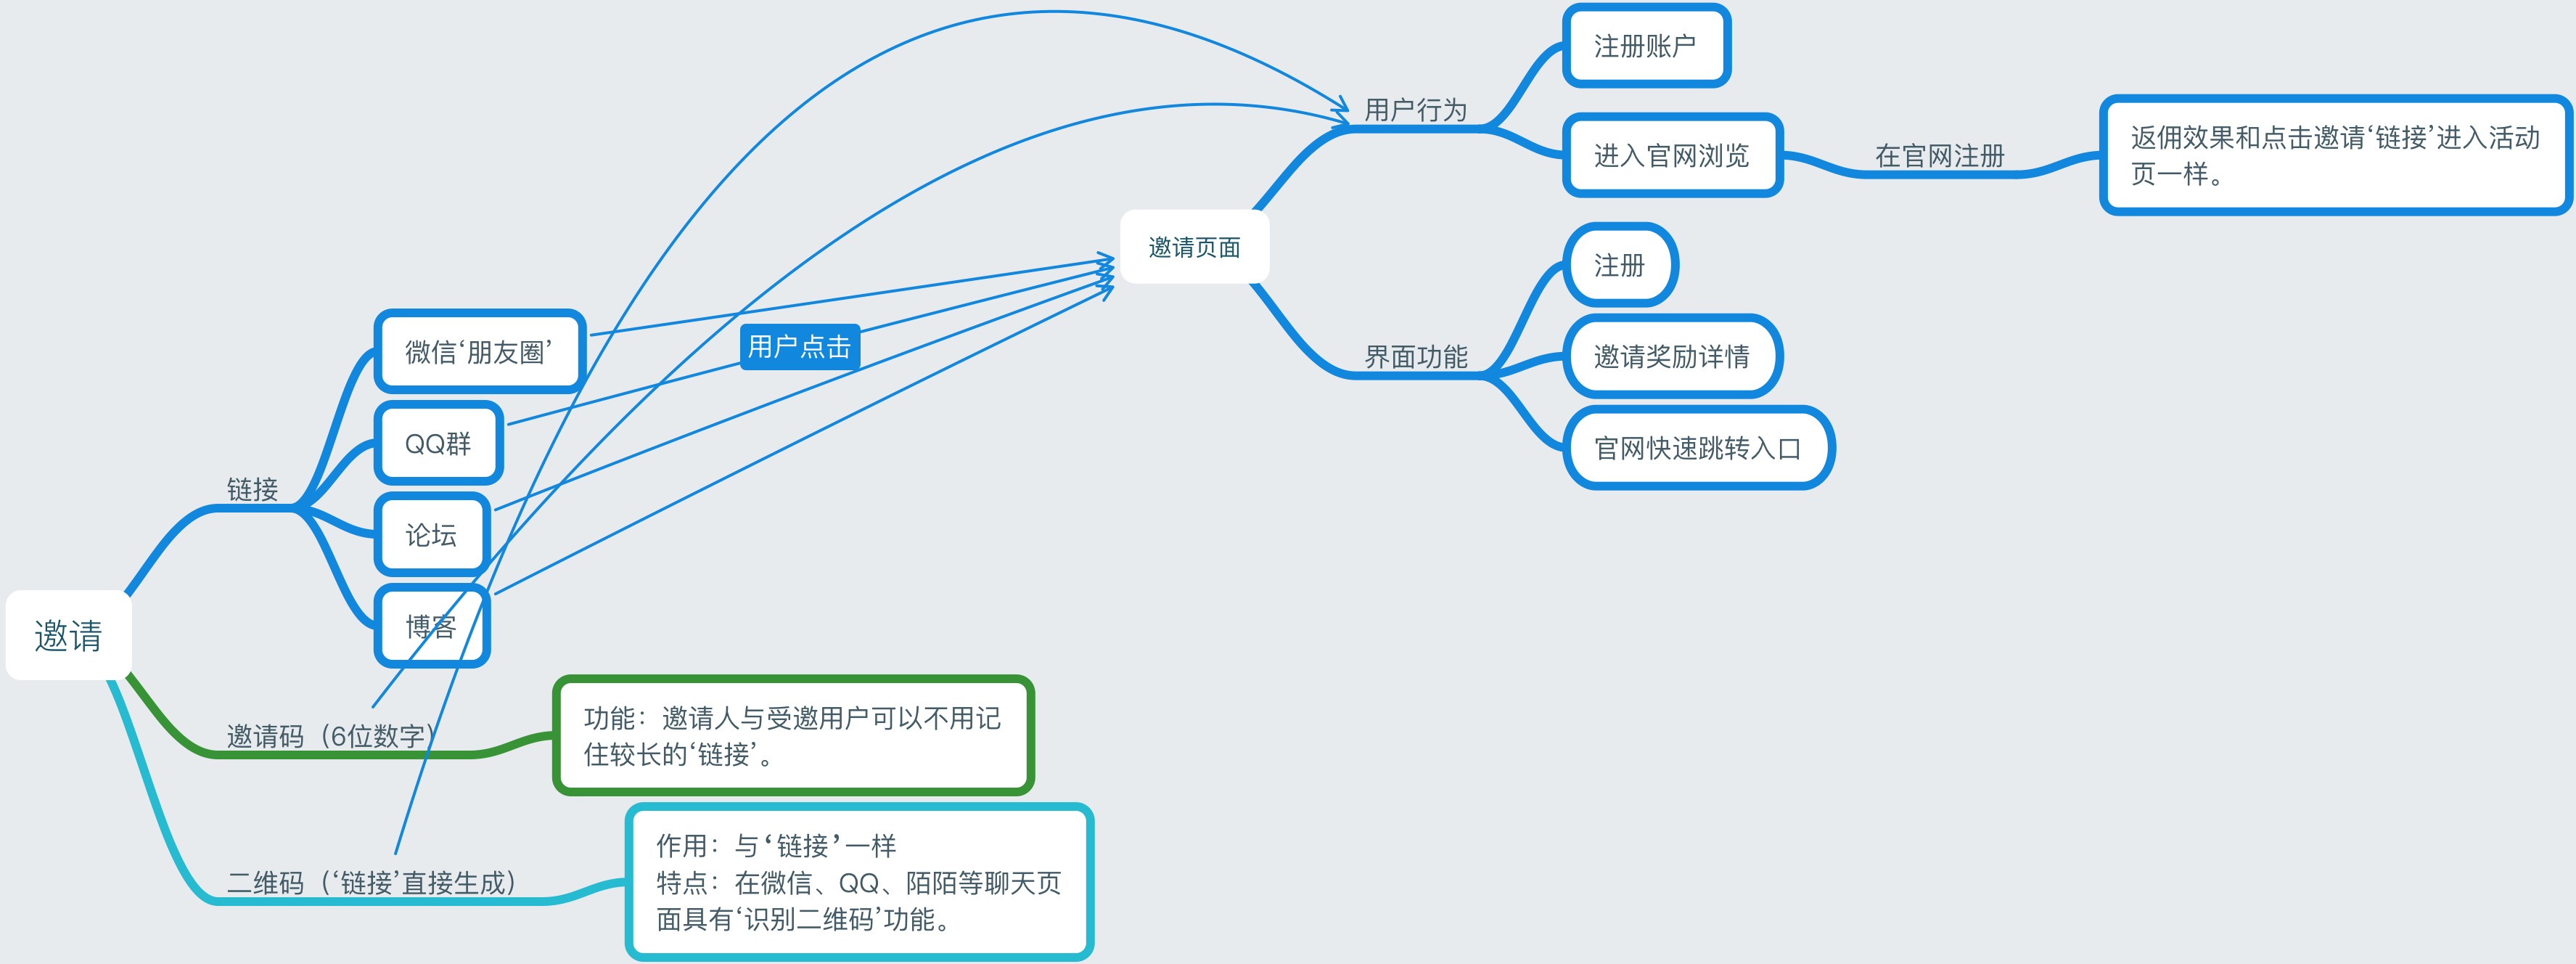 邀请
链接
微信‘朋友圈’
QQ群
论坛
博客
用户点击
邀请码（6位数字）
功能：邀请人与受邀用户可以不用记
住较长的‘链接’。
二维码（‘链接’直接生成）
作用：与‘链接’一样
特点：在微信、QQ、陌陌等聊天页
面具有‘识别二维码’功能。
邀请页面
用户行为
注册账户
进入官网浏览
在官网注册
返佣效果和点击邀请‘链接’进入活动
页一样。
界面功能
注册
邀请奖励详情
官网快速跳转入口